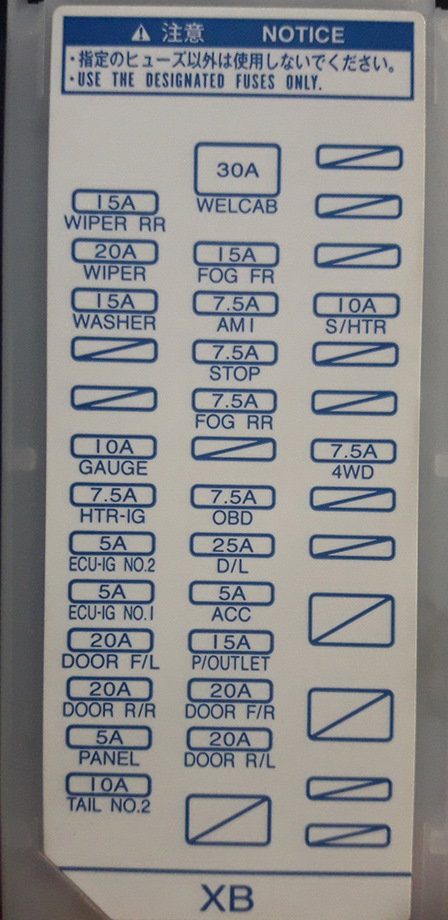 ⚠ 注意 NOTICE
・指定のヒューズ以外は使用しないでください。
・USE THE DESIGNATED FUSES ONLY.
30A
WELCAB
15A
WIPER RR
20A 15A
WIPER FOG FR
15A 7.5A 10A
WASHER AM1 S/HTR
7.5A
STOP
7.5A
FOG RR
10A 7.5A
GAUGE 4WD
7.5A 7.5A
HTR-IG OBD
5A 25A
ECU-IG NO.2 D/L
5A 5A
ECU-IG NO.1 ACC
20A 15A
DOOR F/L P/OUTLET
20A 20A
DOOR R/R DOOR F/R
5A 20A
PANEL DOOR R/L
10A
TAIL NO.2
XB